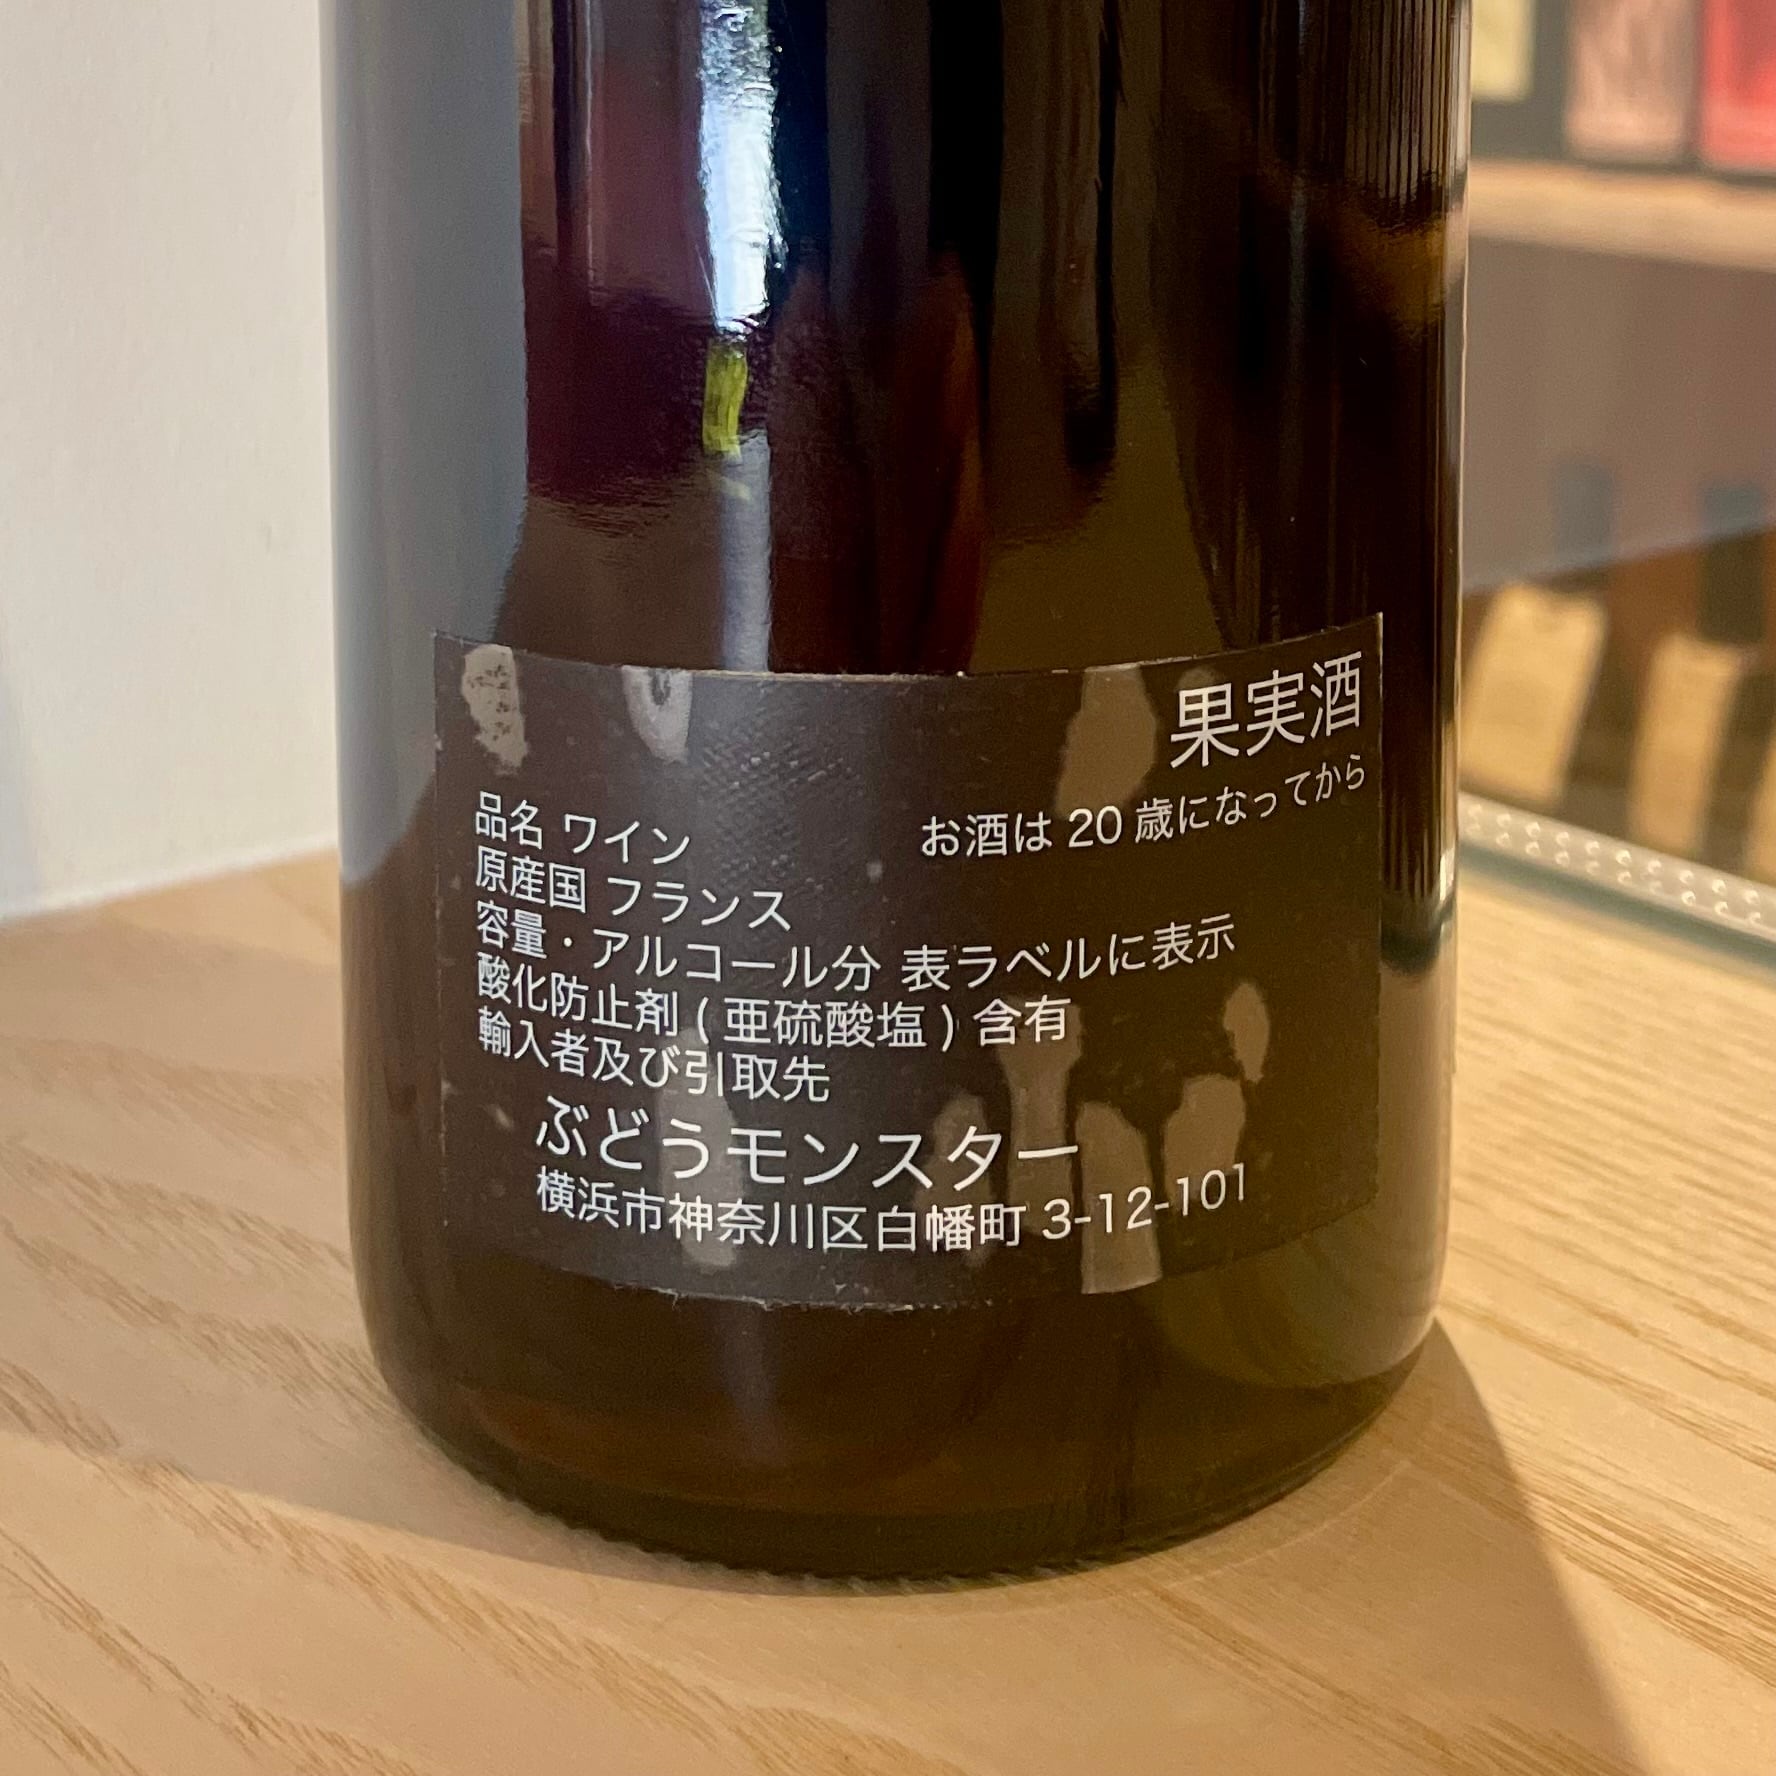 果実酒
お酒は 20 歳になってから
品名 ワイン
原産国 フランス
容量・アルコール分 表ラベルに表示
酸化防止剤 ( 亜硫酸塩 ) 含有
輸入者及び引取先
ぶどうモンスター
横浜市神奈川区白幡町 3-12-101